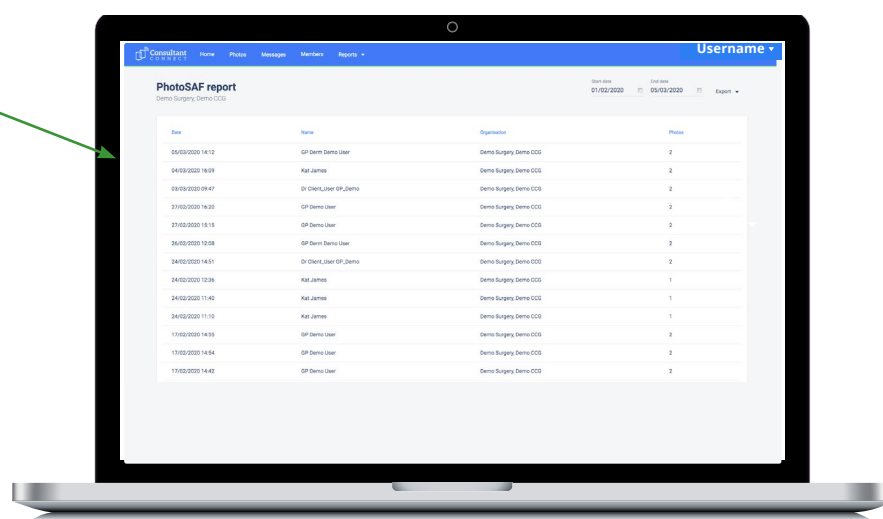 Consultant Home Photos Messages Members Reports Username
CONNECT
PhotoSAF report
Demo Surgery, Demo CCG
Start date End date
01/02/2020 05/03/2020 Export
Date Name Organisation Photos
05/03/2020 14:12 GP Derm Demo User Demo Surgery, Demo CCG 2
04/03/2020 16:09 Kat James Demo Surgery, Demo CCG 2
03/03/2020 09:47 Dr Client_User GP_Demo Demo Surgery, Demo CCG 2
27/02/2020 16:20 GP Demo User Demo Surgery, Demo CCG 2
27/02/2020 15:15 GP Demo User Demo Surgery, Demo CCG 2
26/02/2020 12:08 GP Derm Demo User Demo Surgery, Demo CCG 2
24/02/2020 14:51 Dr Client_User GP_Demo Demo Surgery, Demo CCG 2
24/02/2020 12:36 Kat James Demo Surgery, Demo CCG 1
24/02/2020 11:40 Kat James Demo Surgery, Demo CCG 1
24/02/2020 11:10 Kat James Demo Surgery, Demo CCG 1
17/02/2020 14:55 GP Demo User Demo Surgery, Demo CCG 2
17/02/2020 14:54 GP Demo User Demo Surgery, Demo CCG 2
17/02/2020 14:42 GP Demo User Demo Surgery, Demo CCG 2